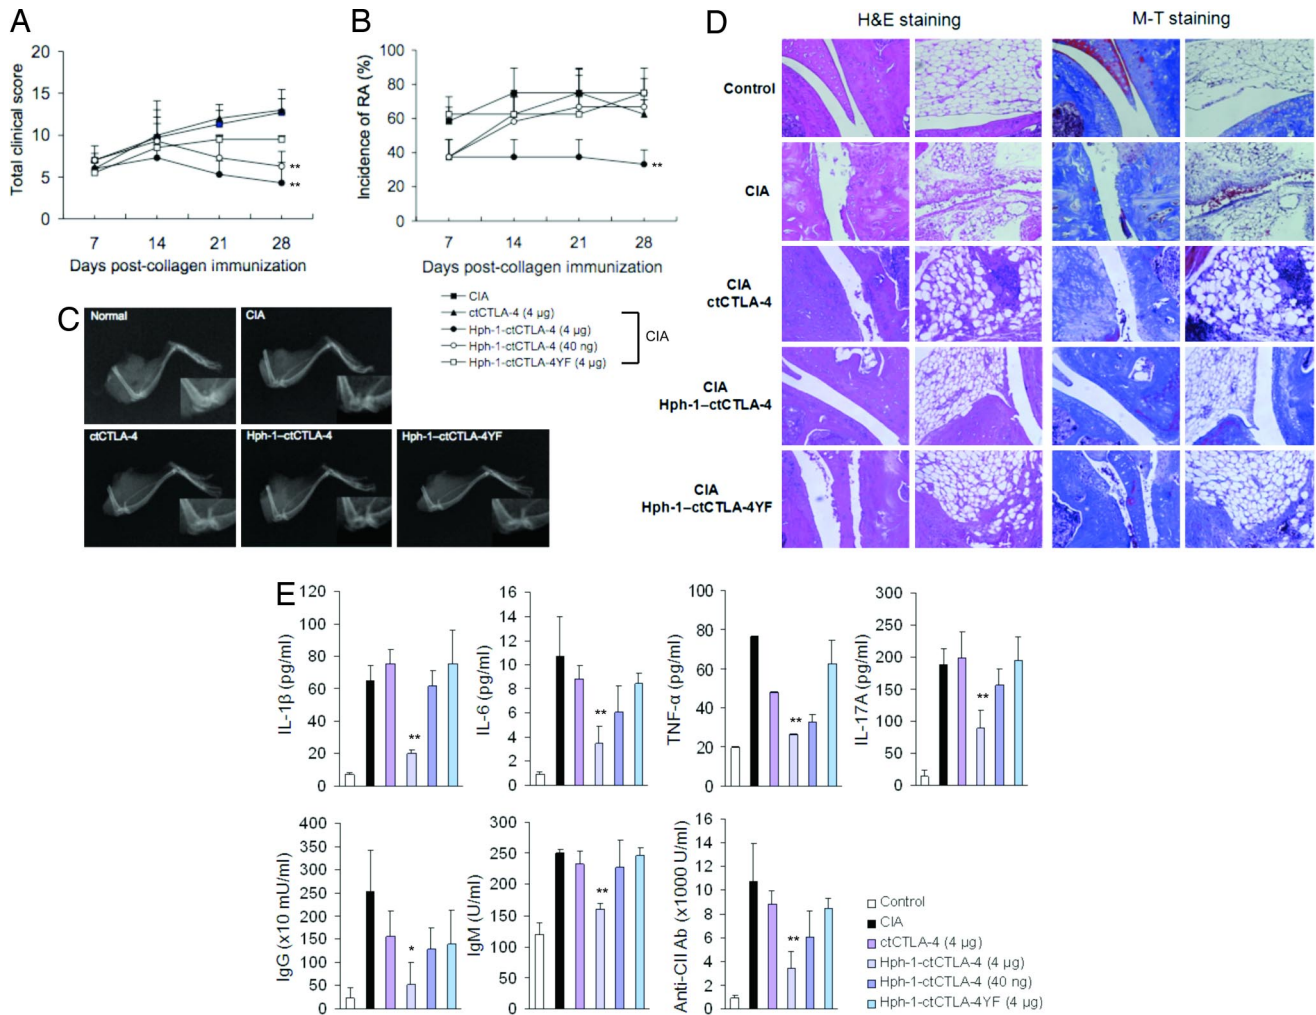 A
Total clinical score
20
15
10
5
0
**
**
7 14 21 28
Days post-collagen immunization
B
Incidence of RA (%)
100
80
60
40
20
0
**
7 14 21 28
Days post-collagen immunization
CIA
ctCTLA-4 (4 µg)
Hph-1-ctCTLA-4 (4 µg)
Hph-1-ctCTLA-4 (40 ng)
Hph-1-ctCTLA-4YF (4 µg)
CIA
C
Normal
CIA
ctCTLA-4
Hph-1–ctCTLA-4
Hph-1–ctCTLA-4YF
D
H&E staining
M-T staining
Control
CIA
CIA
ctCTLA-4
CIA
Hph-1–ctCTLA-4
CIA
Hph-1–ctCTLA-4YF
E
IL-1β (pg/ml)
120
100
80
60
40
20
0
**
IL-6 (pg/ml)
16
14
12
10
8
6
4
2
0
**
TNF-α (pg/ml)
100
80
60
40
20
0
**
IL-17A (pg/ml)
300
250
200
150
100
50
0
**
IgG (x10 mU/ml)
400
350
300
250
200
150
100
50
0
*
IgM (U/ml)
300
250
200
150
100
50
0
**
Anti-CII Ab (x1000 U/ml)
16
14
12
10
8
6
4
2
0
**
Control
CIA
ctCTLA-4 (4 µg)
Hph-1-ctCTLA-4 (4 µg)
Hph-1-ctCTLA-4 (40 ng)
Hph-1-ctCTLA-4YF (4 µg)